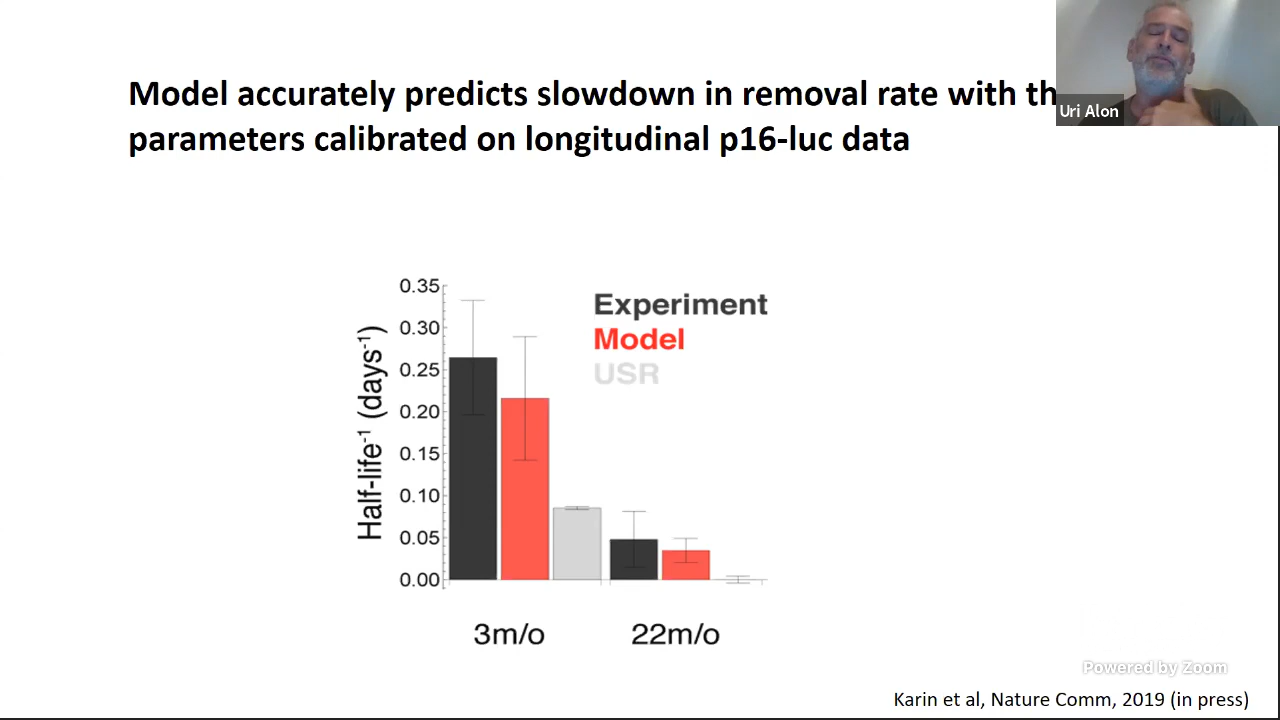 Model accurately predicts slowdown in removal rate with th
parameters calibrated on longitudinal p16-luc data
Uri Alon
0.35
0.30
0.25
0.20
0.15
0.10
0.05
0.00
Half-life⁻¹ (days⁻¹)
Experiment
Model
USR
3m/o
22m/o
Powered by Zoom
Karin et al, Nature Comm, 2019 (in press)